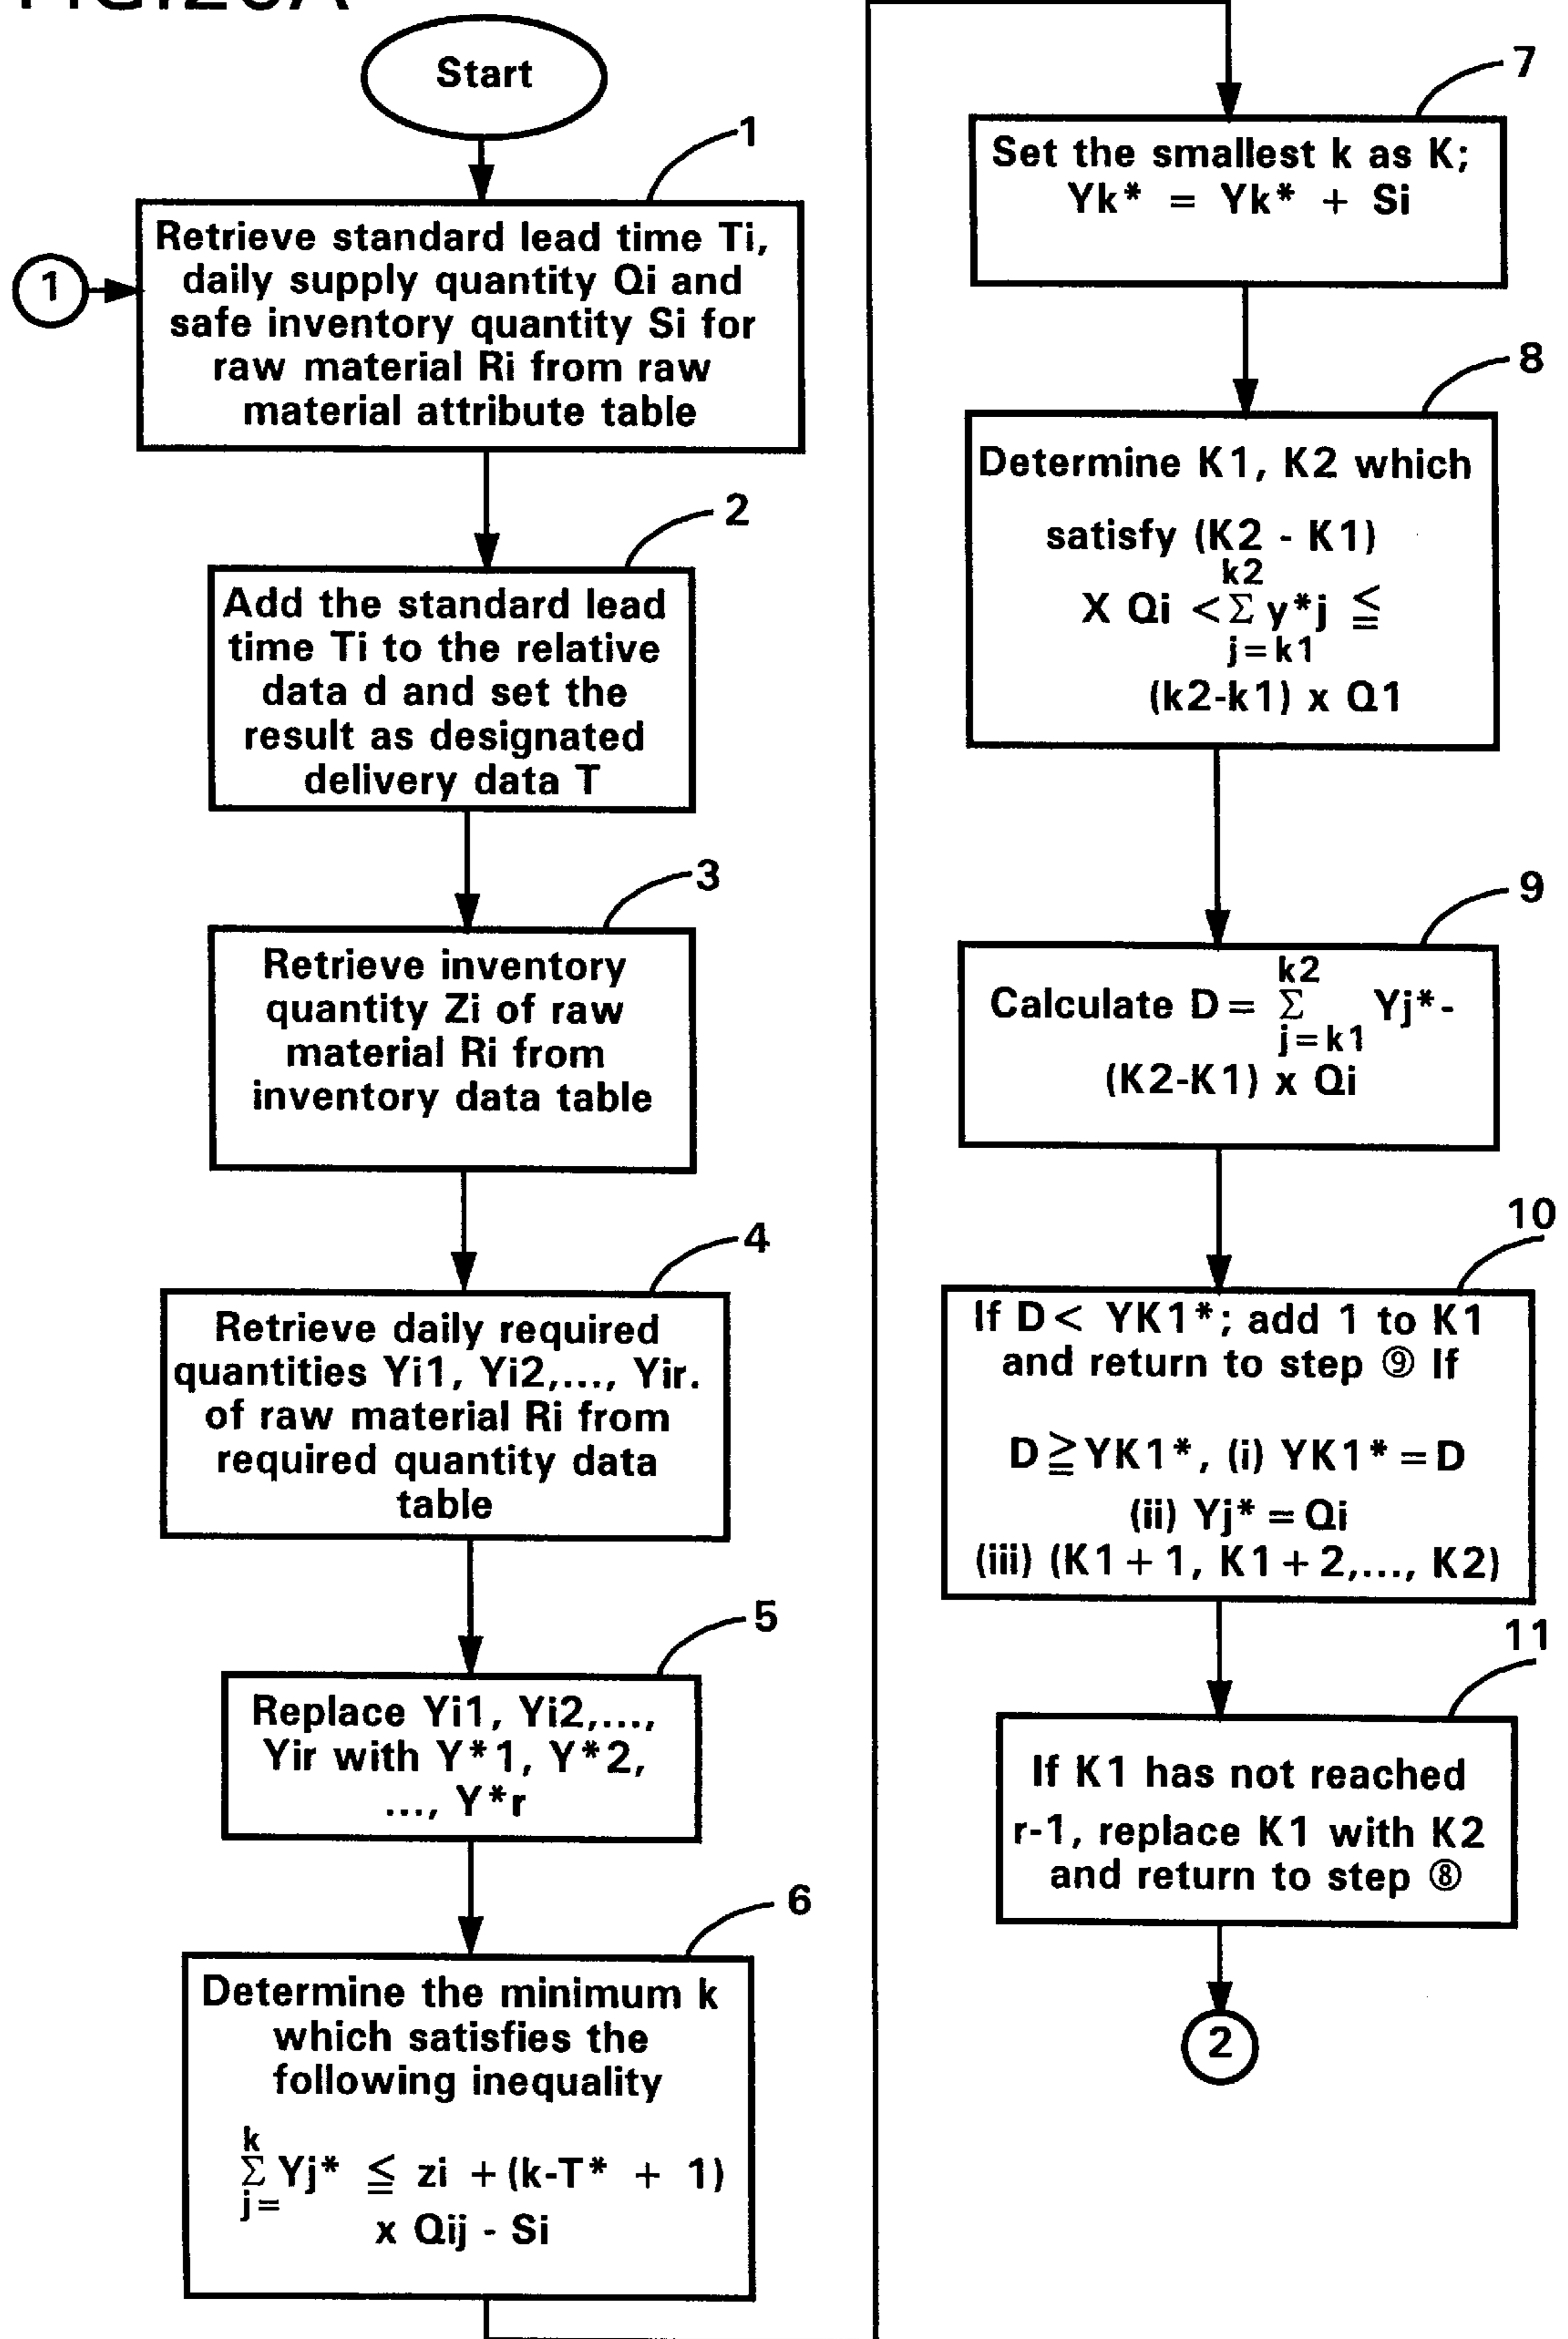 Start
1
1
Retrieve standard lead time Ti,
daily supply quantity Qi and
safe inventory quantity Si for
raw material Ri from raw
material attribute table
2
Add the standard lead
time Ti to the relative
data d and set the
result as designated
delivery data T
3
Retrieve inventory
quantity Zi of raw
material Ri from
inventory data table
4
Retrieve daily required
quantities Yi1, Yi2,..., Yir.
of raw material Ri from
required quantity data
table
5
Replace Yi1, Yi2,...,
Yir with Y*1, Y*2,
..., Y*r
6
Determine the minimum k
which satisfies the
following inequality
k
Σ Yj* ≦ zi + (k-T* + 1)
j=
x Qij - Si
7
Set the smallest k as K;
Yk* = Yk* + Si
8
Determine K1, K2 which
satisfy (K2 - K1)
k2
X Qi < Σ y*j ≦
j=k1
(k2-k1) x Q1
9
k2
Calculate D = Σ Yj* -
j=k1
(K2-K1) x Qi
10
If D < YK1*; add 1 to K1
and return to step ⑨ If
D ≧ YK1*, (i) YK1* = D
(ii) Yj* = Qi
(iii) (K1 + 1, K1 + 2,..., K2)
11
If K1 has not reached
r-1, replace K1 with K2
and return to step ⑧
2